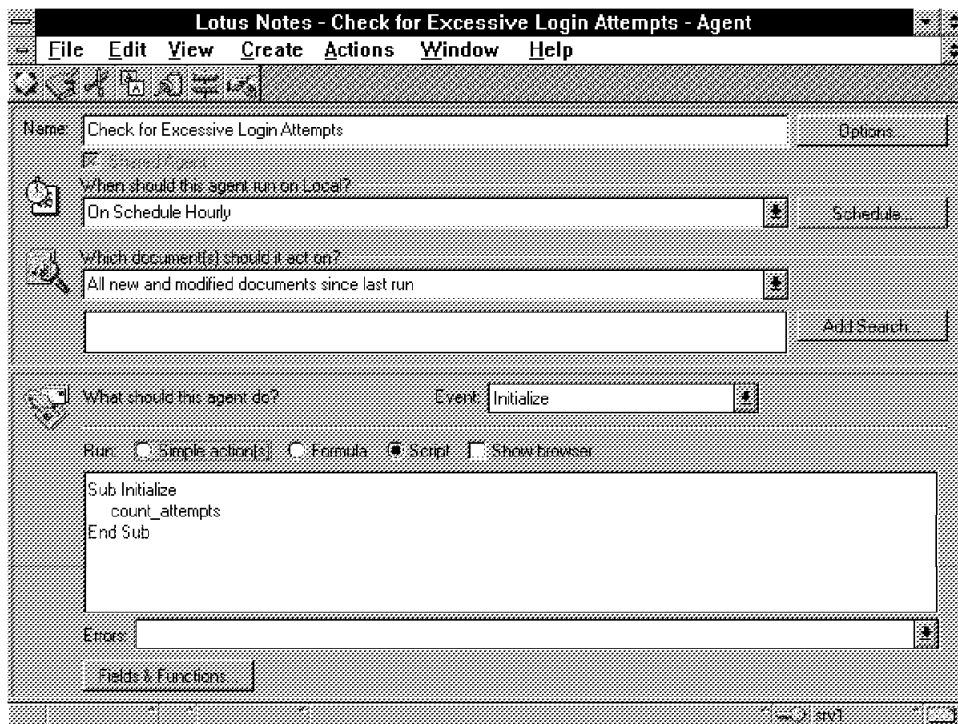 Lotus Notes - Check for Excessive Login Attempts - Agent
File Edit View Create Actions Window Help
Name: Check for Excessive Login Attempts Options...
Shared Agent
When should this agent run on Local?
On Schedule Hourly Schedule...
Which document(s) should it act on?
All new and modified documents since last run
Add Search...
What should this agent do? Event: Initialize
Run: Simple action(s) Formula Script Show browser
Sub Initialize
count_attempts
End Sub
Errors:
Fields & Functions...
srv1